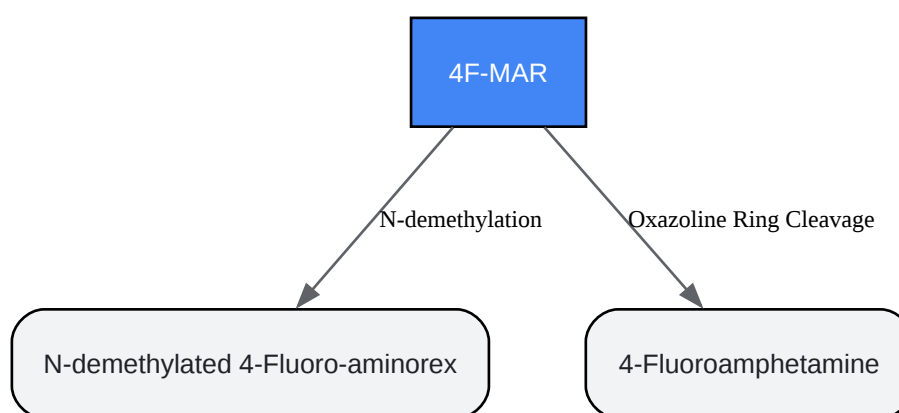 4F-MAR
N-demethylation
Oxazoline Ring Cleavage
N-demethylated 4-Fluoro-aminorex
4-Fluoroamphetamine